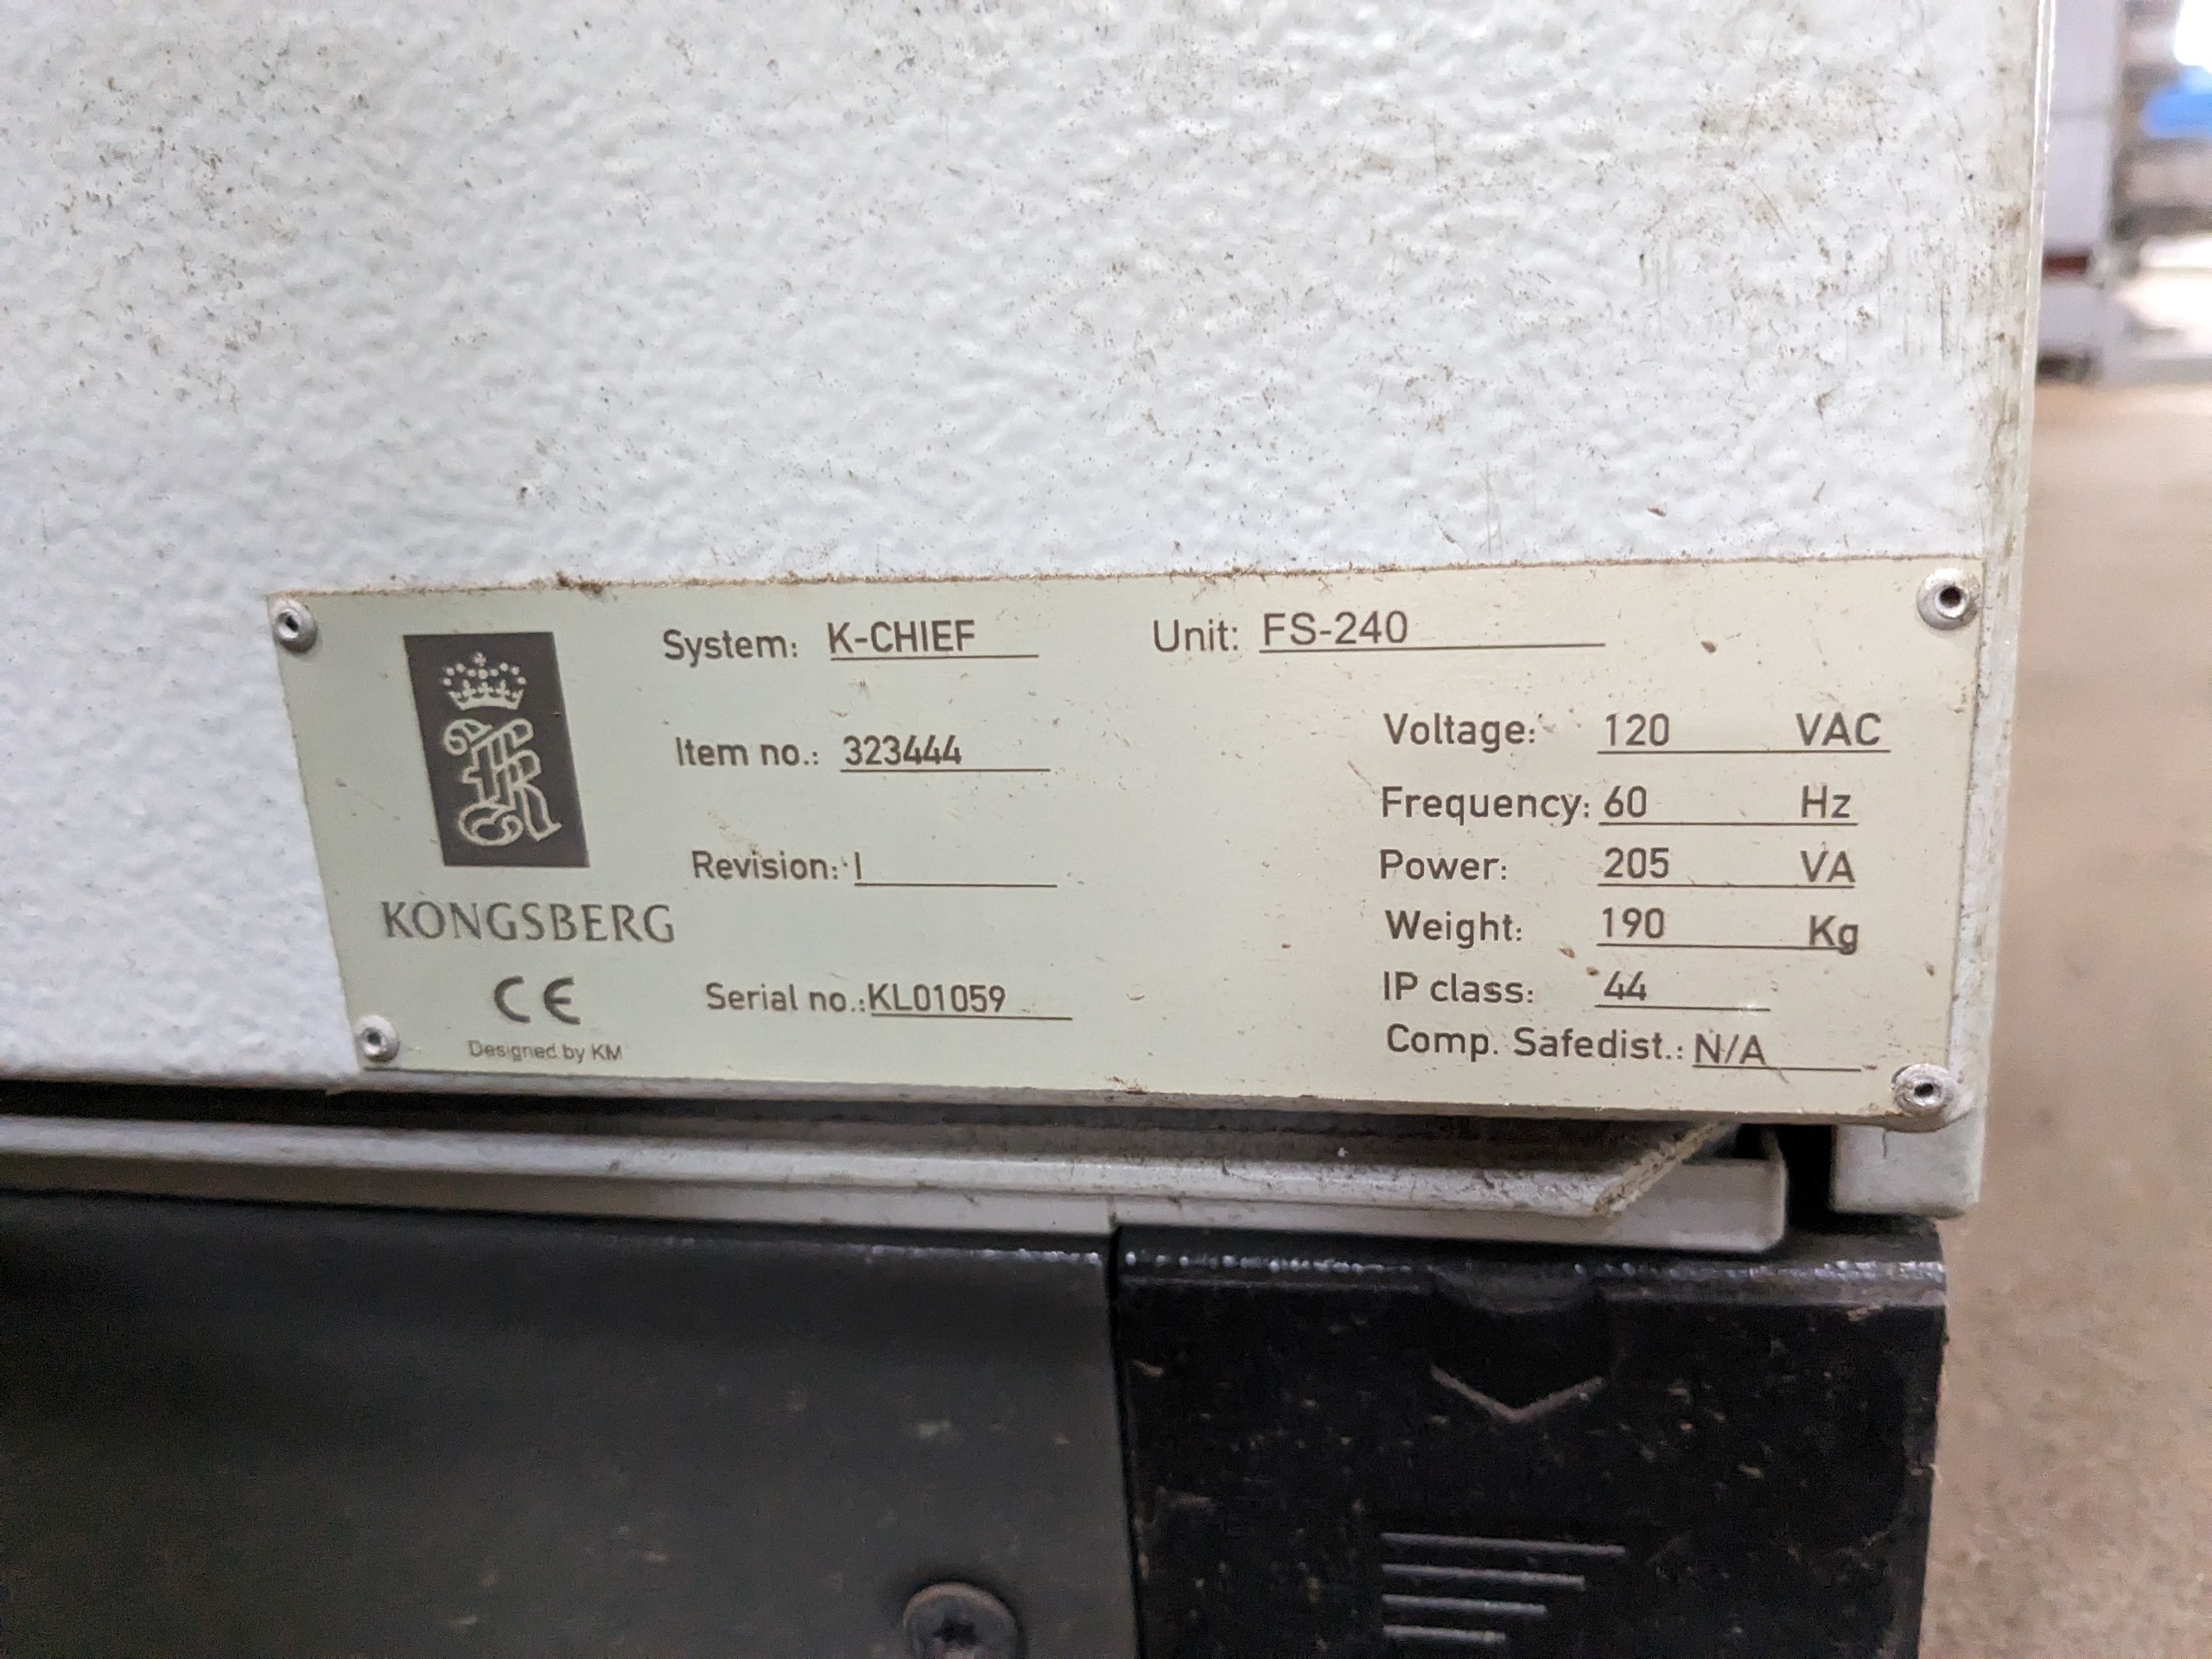 System: K-CHIEF Unit: FS-240
Item no.: 323444
Revision: I
Serial no.: KL01059
KONGSBERG
CE
Designed by KM
Voltage: 120 VAC
Frequency: 60 Hz
Power: 205 VA
Weight: 190 Kg
IP class: 44
Comp. Safedist.: N/A